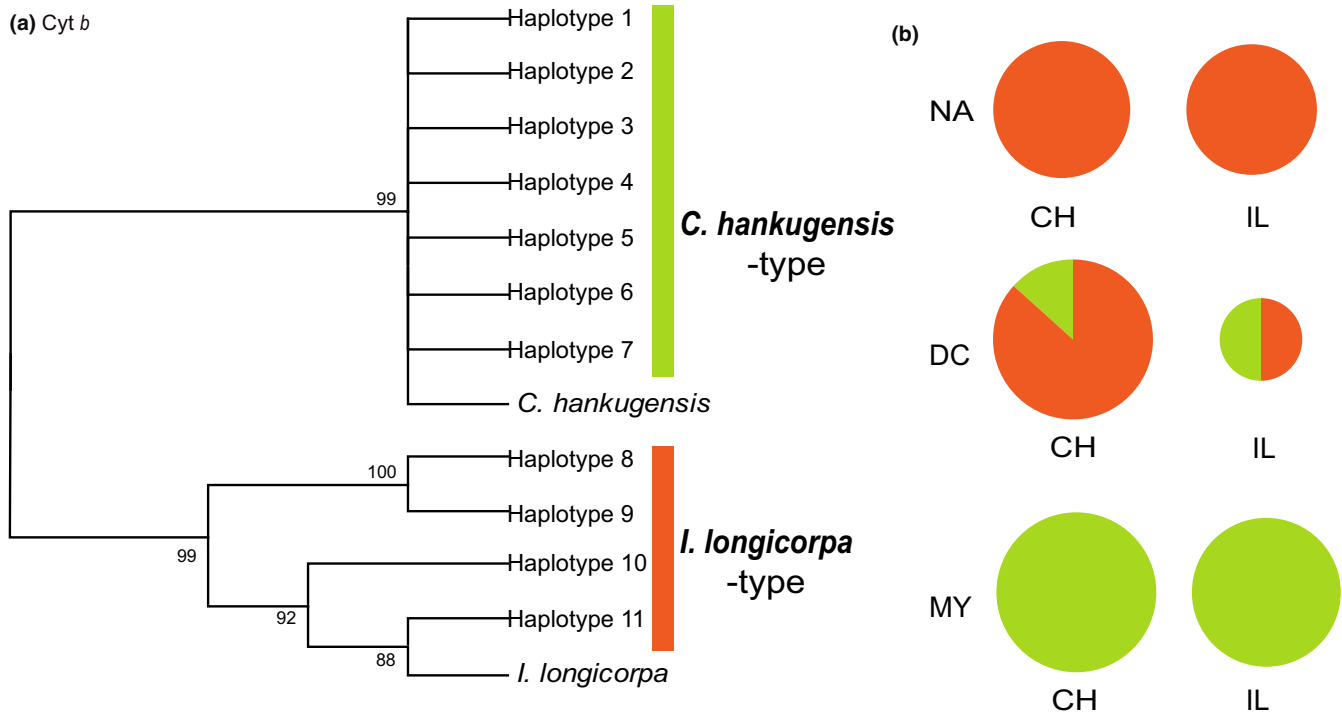 (a) Cyt b
Haplotype 1
Haplotype 2
Haplotype 3
Haplotype 4
Haplotype 5
Haplotype 6
Haplotype 7
C. hankugensis
99
C. hankugensis
-type
Haplotype 8
Haplotype 9
Haplotype 10
Haplotype 11
I. longicorpa
100
99
92
88
I. longicorpa
-type
(b)
NA
CH IL
DC
CH IL
MY
CH IL